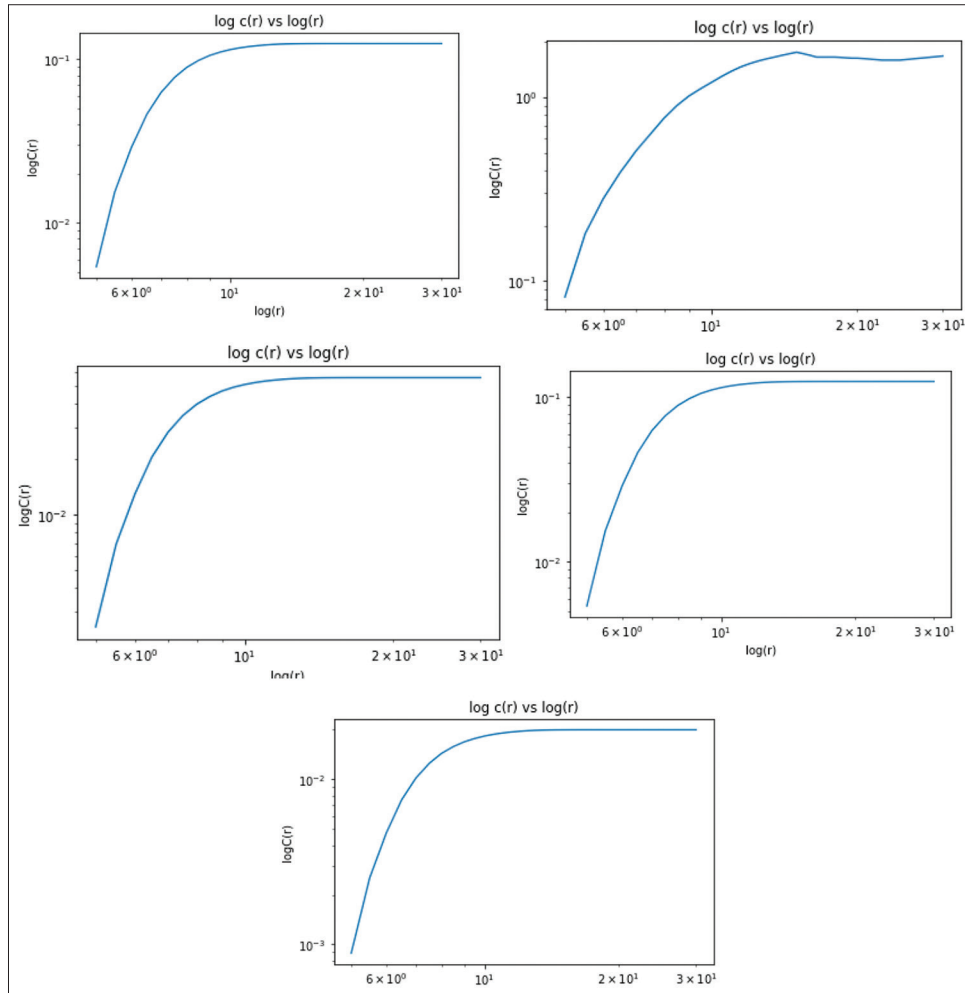 log c(r) vs log(r)
10⁻¹
10⁻²
logC(r)
6 × 10⁰
10¹
2 × 10¹
3 × 10¹
log(r)
log c(r) vs log(r)
10⁰
10⁻¹
logC(r)
6 × 10⁰
10¹
2 × 10¹
3 × 10¹
log c(r) vs log(r)
10⁻²
logC(r)
6 × 10⁰
10¹
2 × 10¹
3 × 10¹
log(r)
log c(r) vs log(r)
10⁻¹
10⁻²
logC(r)
6 × 10⁰
10¹
2 × 10¹
3 × 10¹
log(r)
log c(r) vs log(r)
10⁻²
10⁻³
logC(r)
6 × 10⁰
10¹
2 × 10¹
3 × 10¹